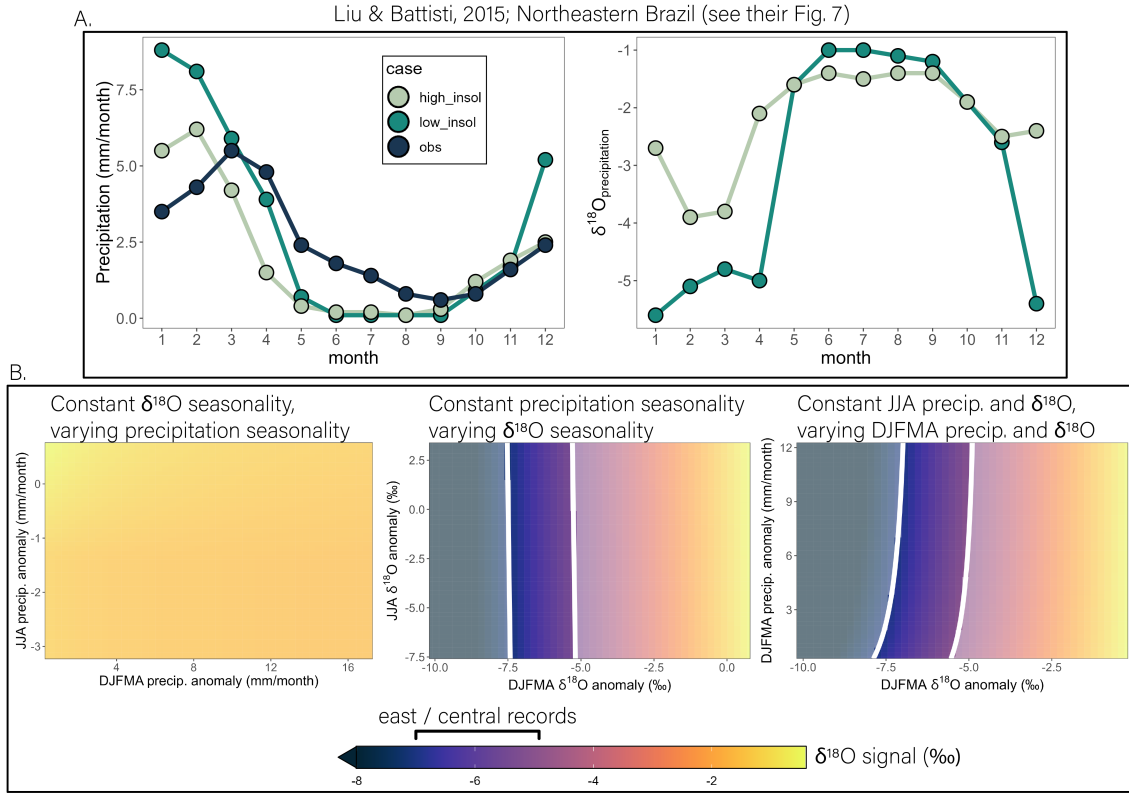 Liu & Battisti, 2015; Northeastern Brazil (see their Fig. 7)
A.
Precipitation (mm/month)
7.5
5.0
2.5
0.0
case
high_insol
low_insol
obs
1 2 3 4 5 6 7 8 9 10 11 12
month
δ18Oprecipitation
-1
-2
-3
-4
-5
1 2 3 4 5 6 7 8 9 10 11 12
month
B.
Constant δ18O seasonality,
varying precipitation seasonality
JJA precip. anomaly (mm/month)
0
-1
-2
-3
4 8 12 16
DJFMA precip. anomaly (mm/month)
Constant precipitation seasonality
varying δ18O seasonality
JJA δ18O anomaly (‰)
2.5
0.0
-2.5
-5.0
-7.5
-10.0 -7.5 -5.0 -2.5 0.0
DJFMA δ18O anomaly (‰)
Constant JJA precip. and δ18O,
varying DJFMA precip. and δ18O
DJFMA precip. anomaly (mm/month)
12
9
6
3
-10.0 -7.5 -5.0 -2.5
DJFMA δ18O anomaly (‰)
east / central records
-8 -6 -4 -2
δ18O signal (‰)